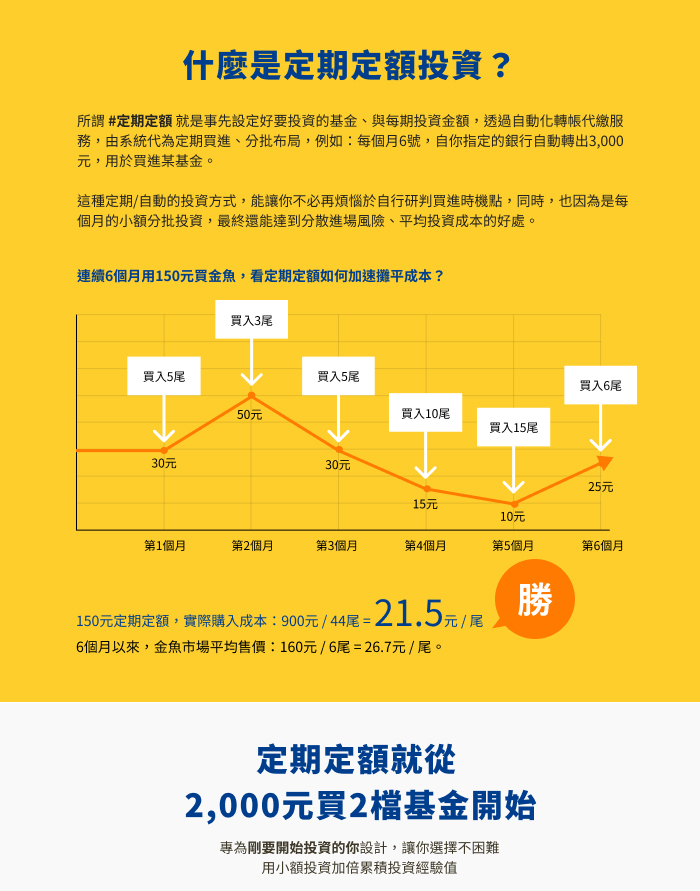 什麼是定期定額投資？
所謂 #定期定額 就是事先設定好要投資的基金、與每期投資金額，透過自動化轉帳代繳服
務，由系統代為定期買進、分批布局，例如：每個月6號，自你指定的銀行自動轉出3,000
元，用於買進某基金。
這種定期/自動的投資方式，能讓你不必再煩惱於自行研判買進時機點，同時，也因為是每
個月的小額分批投資，最終還能達到分散進場風險、平均投資成本的好處。
連續6個月用150元買金魚，看定期定額如何加速攤平成本？
買入3尾
買入5尾
買入5尾
買入6尾
買入10尾
買入15尾
50元
30元
30元
25元
15元
10元
第1個月
第2個月
第3個月
第4個月
第5個月
第6個月
勝
150元定期定額，實際購入成本：900元 / 44尾 = 21.5元 / 尾
6個月以來，金魚市場平均售價：160元 / 6尾 = 26.7元 / 尾。
定期定額就從
2,000元買2檔基金開始
專為剛要開始投資的你設計，讓你選擇不困難
用小額投資加倍累積投資經驗值